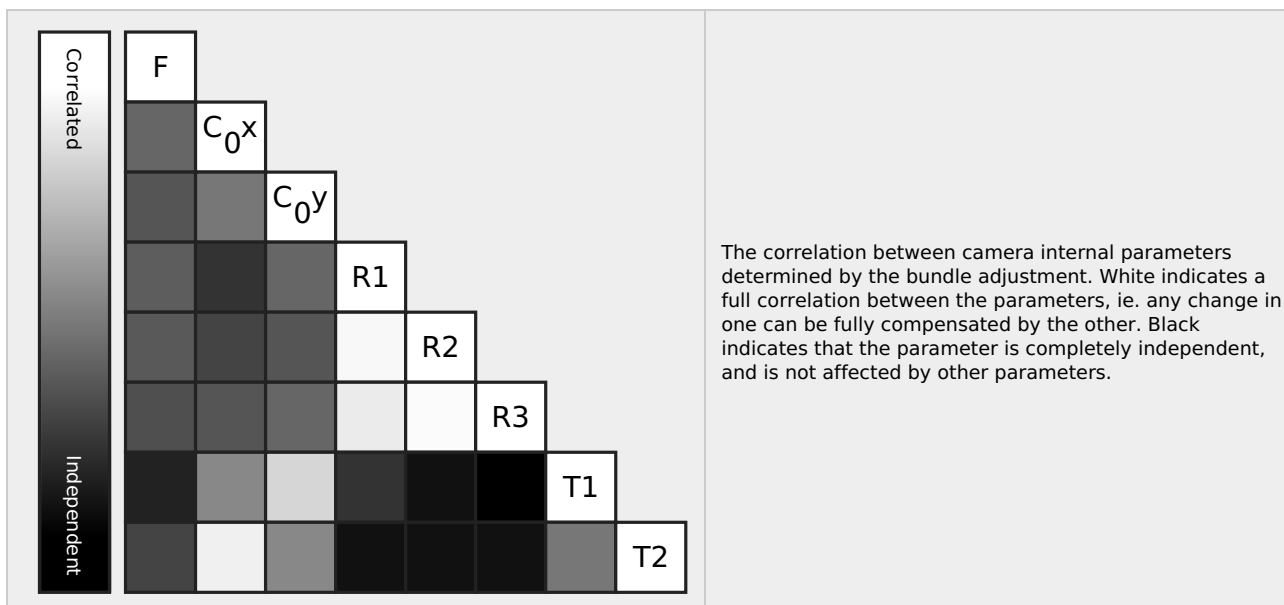 Correlated
Independent
F
C0x
C0y
R1
R2
R3
T1
T2
The correlation between camera internal parameters
determined by the bundle adjustment. White indicates a
full correlation between the parameters, ie. any change in
one can be fully compensated by the other. Black
indicates that the parameter is completely independent,
and is not affected by other parameters.